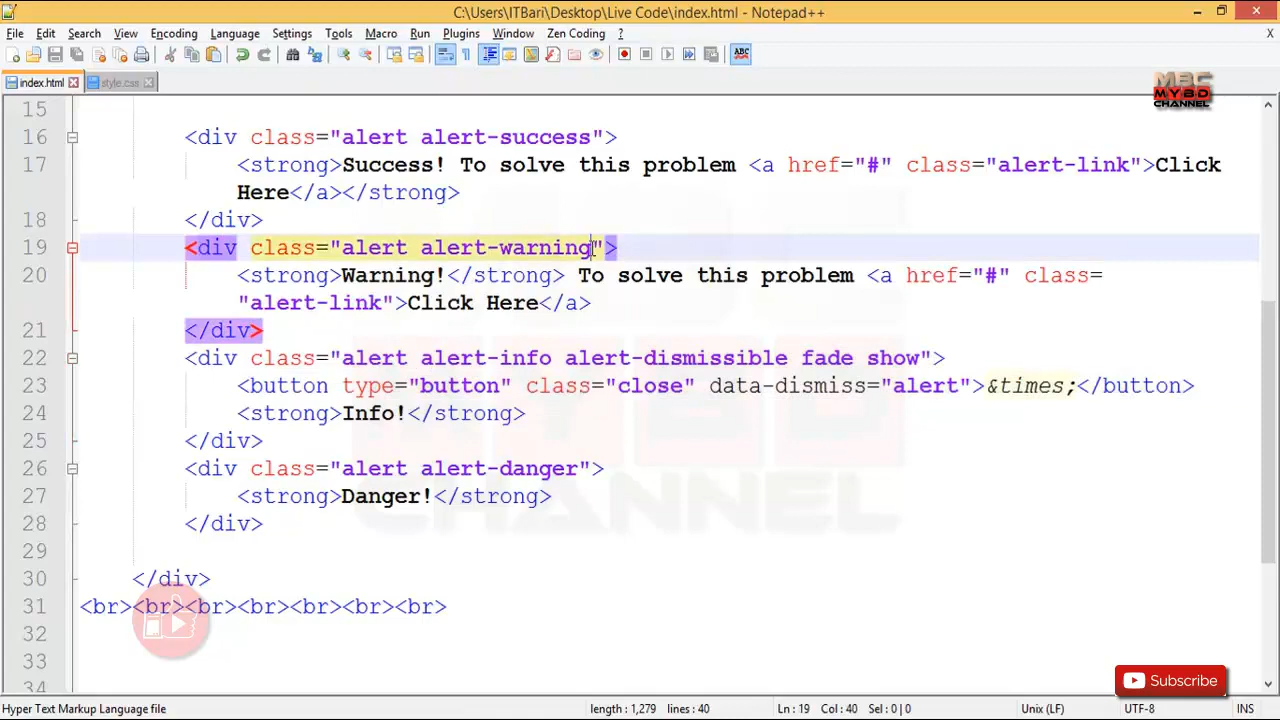 C:\Users\ITBari\Desktop\Live Code\index.html - Notepad++
File Edit Search View Encoding Language Settings Tools Macro Run Plugins Window Zen Coding ? X
ABC
index.html style.css
MBC
MYBD
CHANNEL
15
16 <div class="alert alert-success">
17 <strong>Success! To solve this problem <a href="#" class="alert-link">Click
Here</a></strong>
18 </div>
19 <div class="alert alert-warning">
20 <strong>Warning!</strong> To solve this problem <a href="#" class=
"alert-link">Click Here</a>
21 </div>
22 <div class="alert alert-info alert-dismissible fade show">
23 <button type="button" class="close" data-dismiss="alert">&times;</button>
24 <strong>Info!</strong>
25 </div>
26 <div class="alert alert-danger">
27 <strong>Danger!</strong>
28 </div>
29
30 </div>
31 <br><br><br><br><br><br><br>
32
33
34
MBC
MYBD
CHANNEL
Subscribe
Hyper Text Markup Language file length : 1,279 lines : 40 Ln : 19 Col : 40 Sel : 0 | 0 Unix (LF) UTF-8 INS